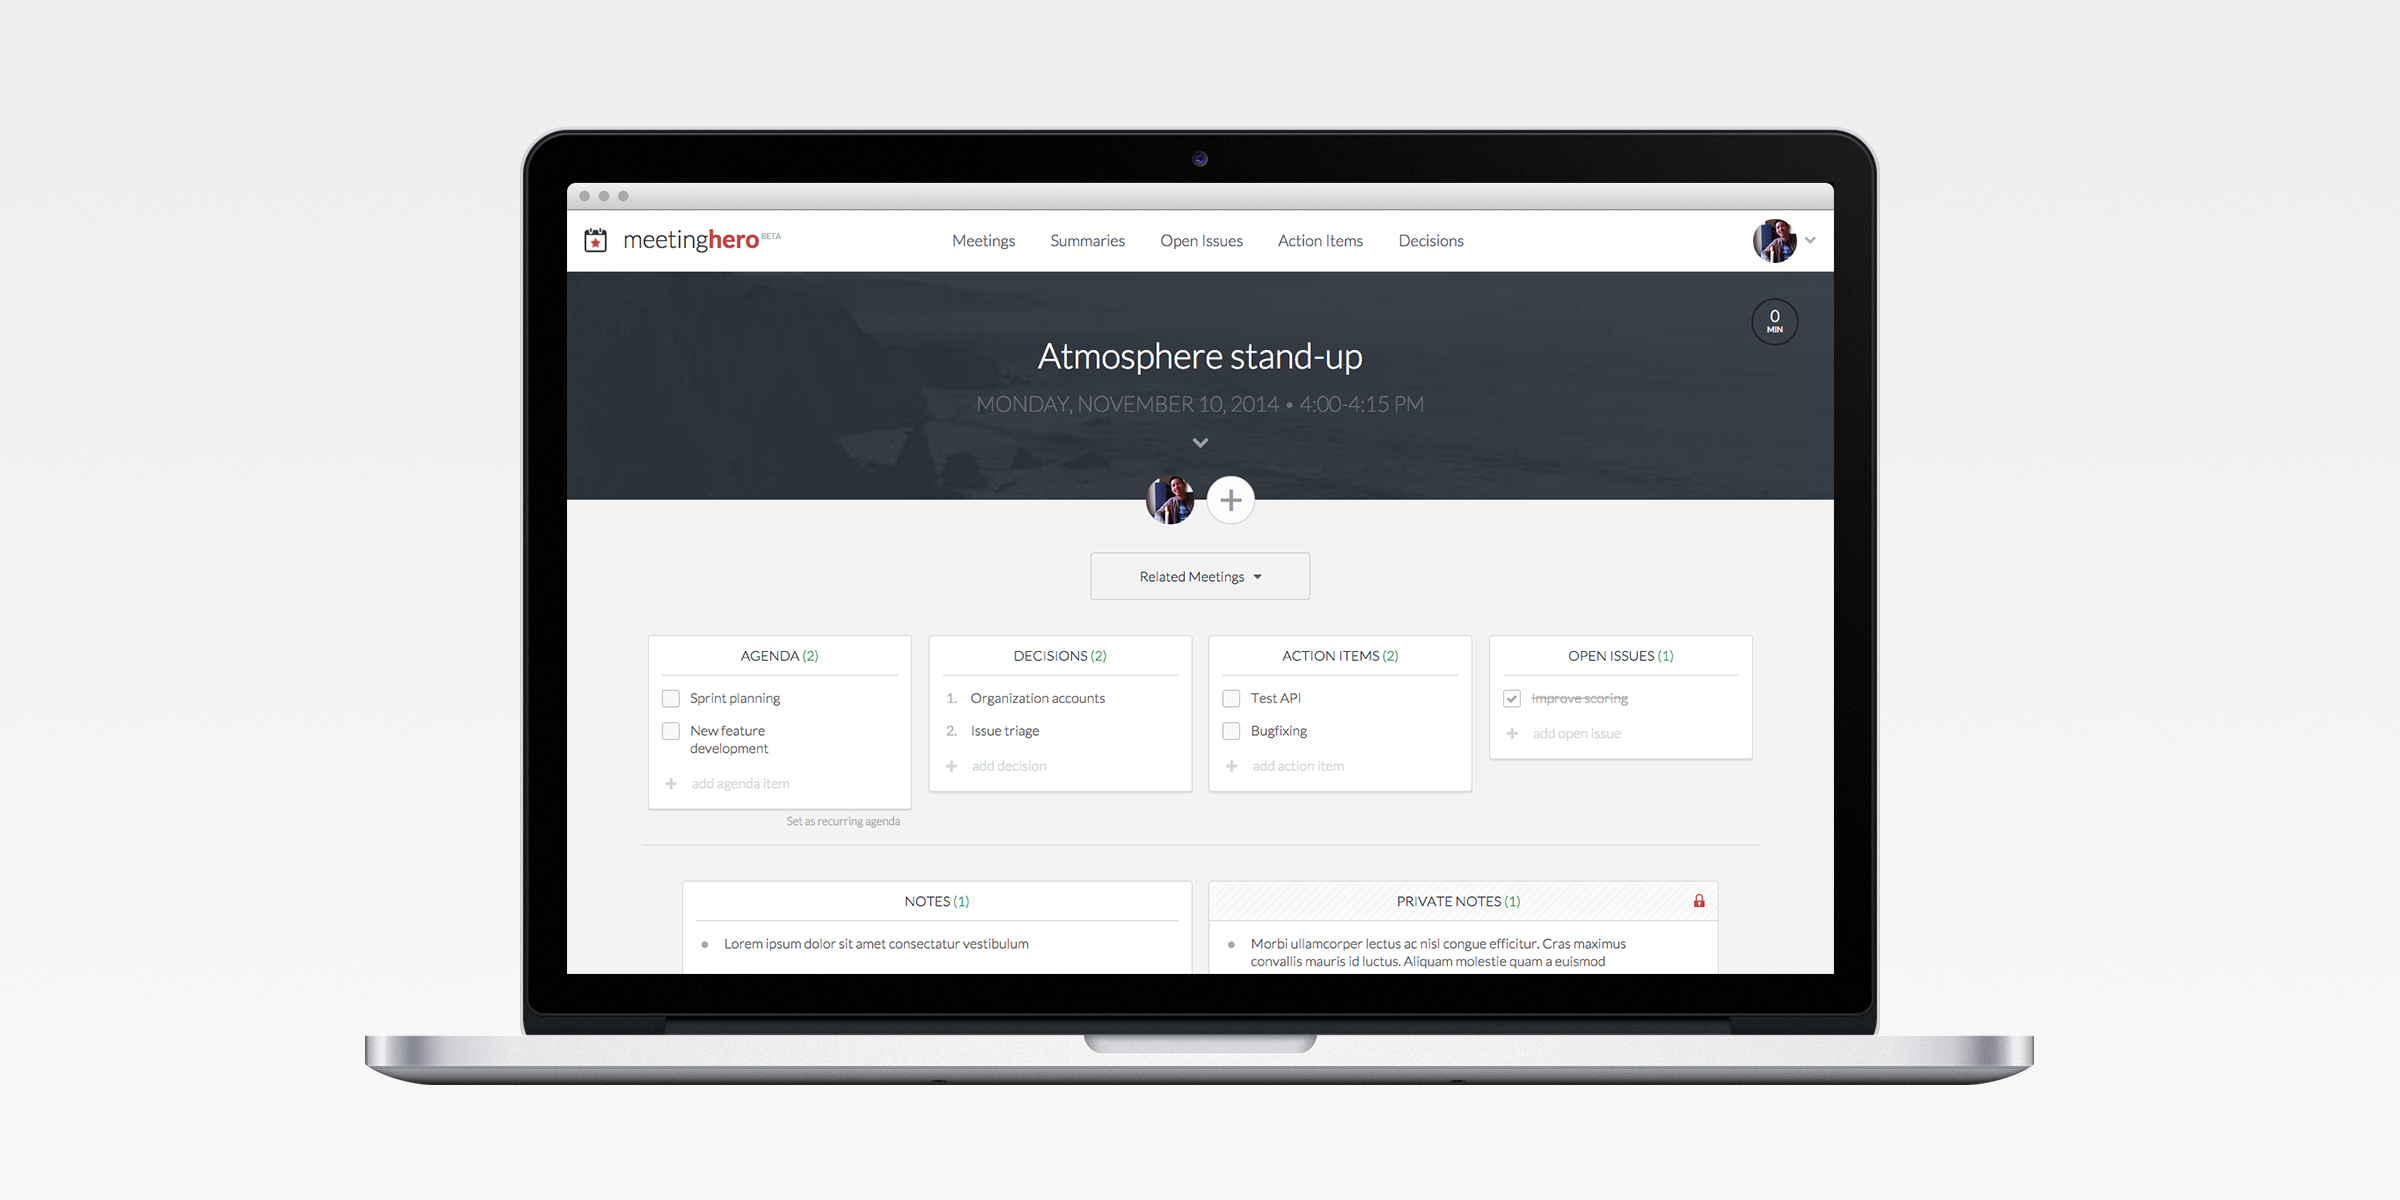 meetinghero BETA
Meetings Summaries Open Issues Action Items Decisions
0
MIN
Atmosphere stand-up
MONDAY, NOVEMBER 10, 2014 • 4:00-4:15 PM
Related Meetings
AGENDA (2)
Sprint planning
New feature
development
add agenda item
Set as recurring agenda
DECISIONS (2)
1. Organization accounts
2. Issue triage
add decision
ACTION ITEMS (2)
Test API
Bugfixing
add action item
OPEN ISSUES (1)
Improve scoring
add open issue
NOTES (1)
Lorem ipsum dolor sit amet consectatur vestibulum
PRIVATE NOTES (1)
Morbi ullamcorper lectus ac nisl congue efficitur. Cras maximus
convallis mauris id luctus. Aliquam molestie quam a euismod